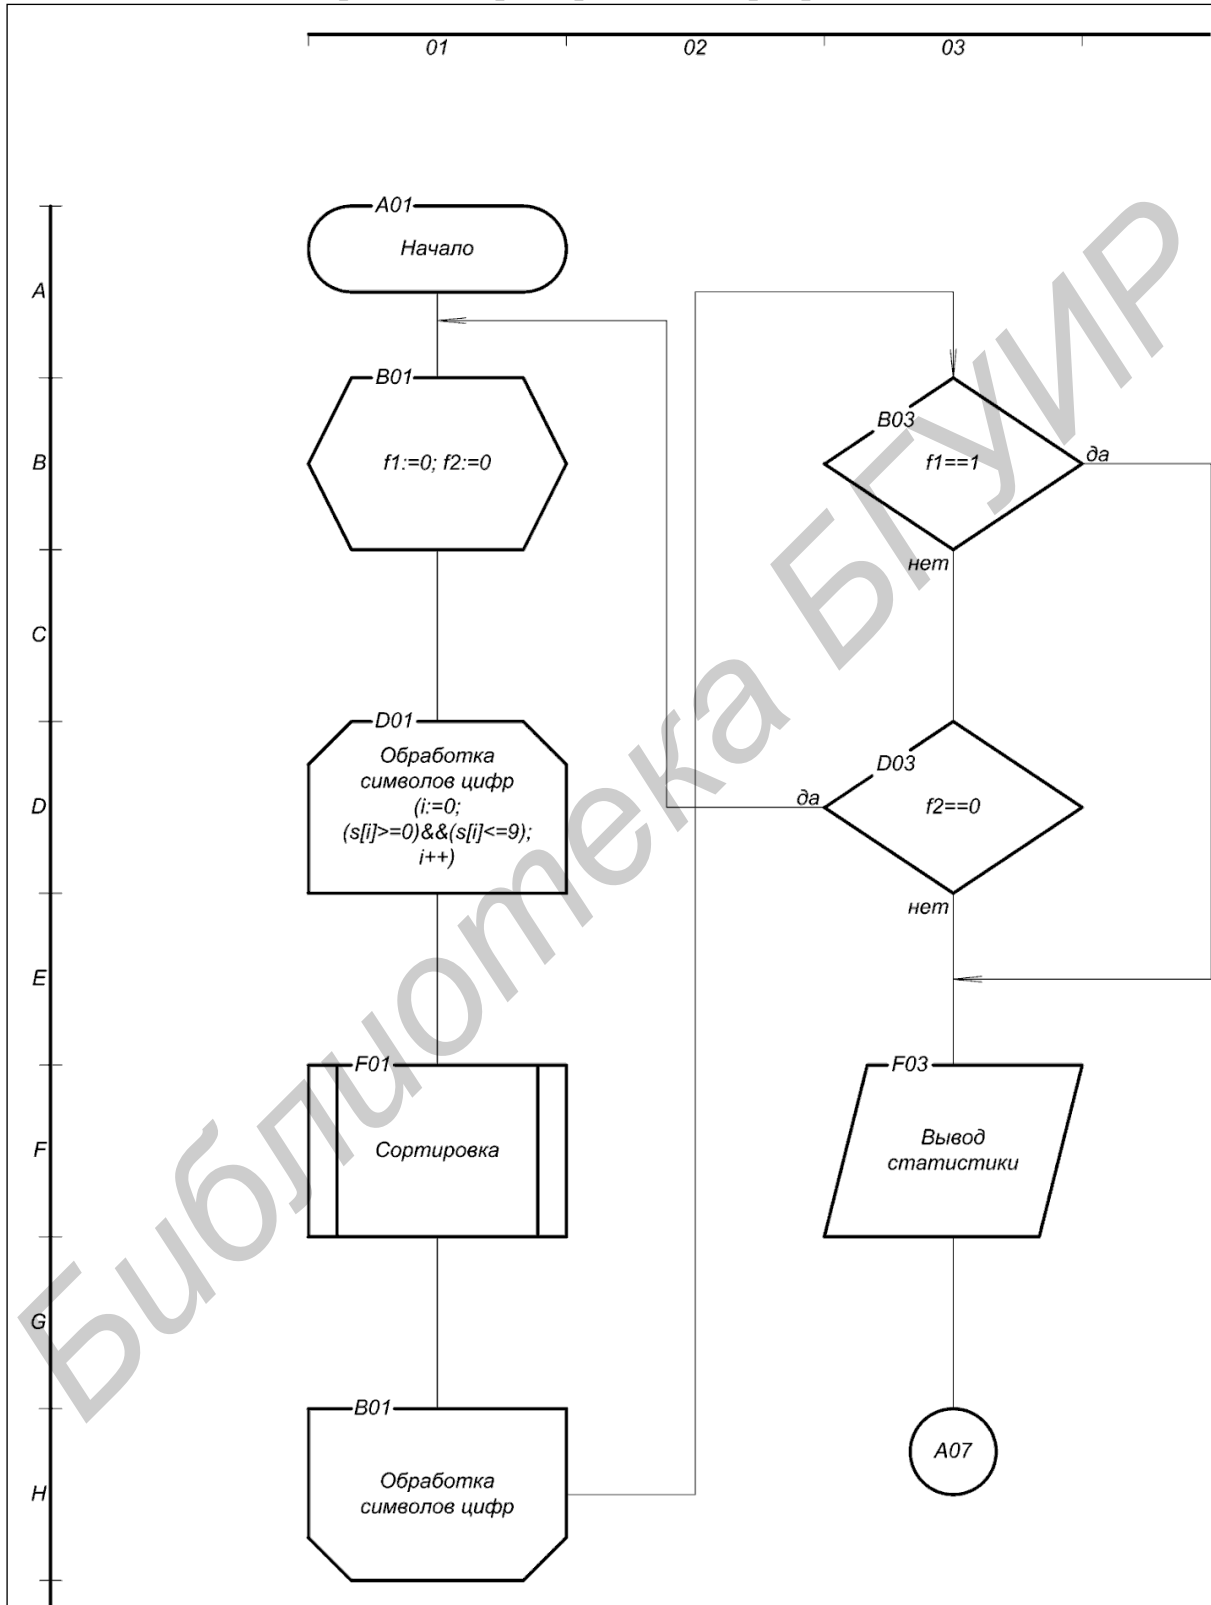 01
02
03
A
B
C
D
E
F
G
H
A01
Начало
B01
f1:=0; f2:=0
D01
Обработка
символов цифр
(i:=0;
(s[i]>=0)&&(s[i]<=9);
i++)
F01
Сортировка
B01
Обработка
символов цифр
B03
f1==1
да
нет
D03
f2==0
да
нет
F03
Вывод
статистики
A07
Библиотека БГУИР